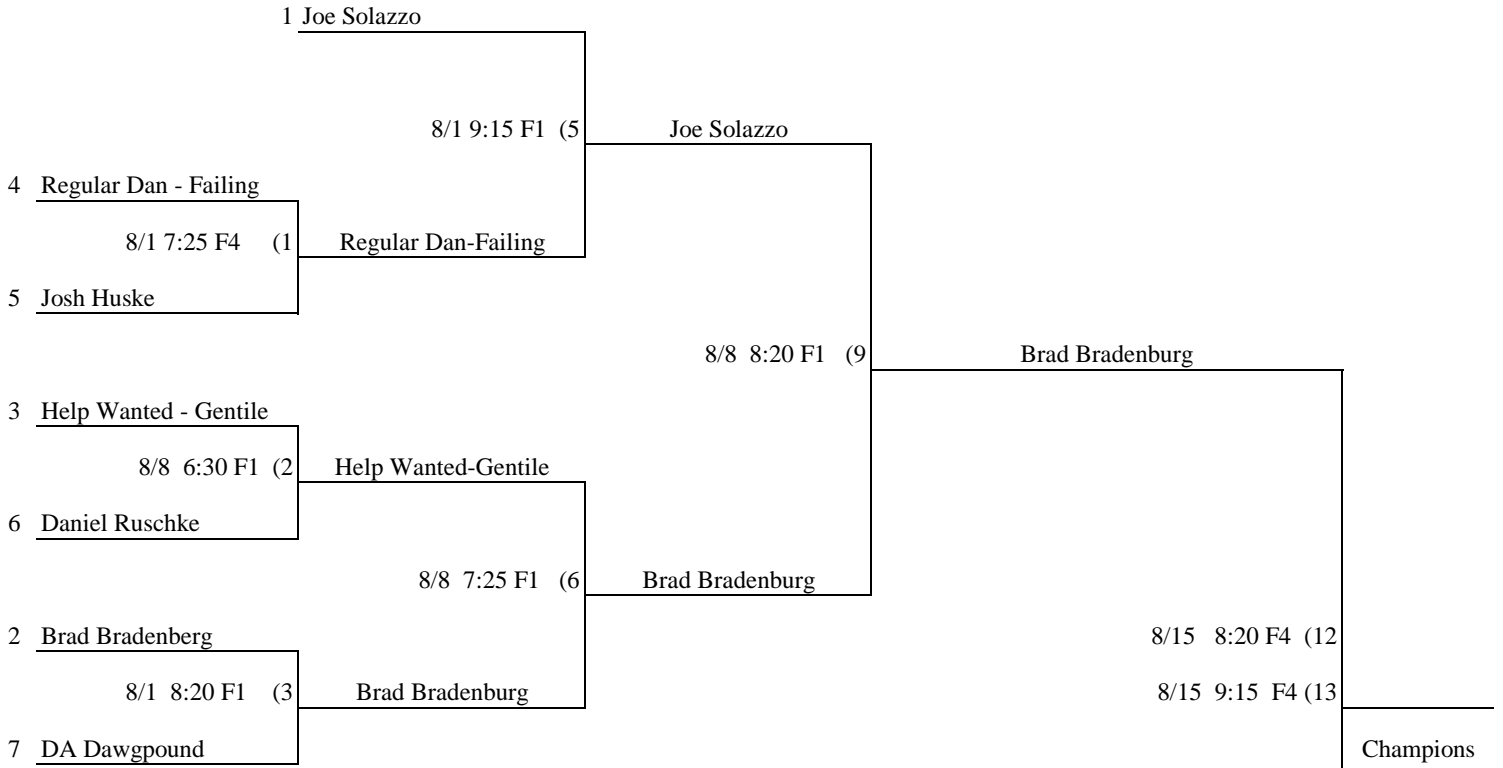 1 Joe Solazzo
8/1 9:15 F1 (5
Joe Solazzo
4 Regular Dan - Failing
8/1 7:25 F4 (1
Regular Dan-Failing
5 Josh Huske
8/8 8:20 F1 (9
Brad Bradenburg
3 Help Wanted - Gentile
8/8 6:30 F1 (2
Help Wanted-Gentile
6 Daniel Ruschke
8/8 7:25 F1 (6
Brad Bradenburg
2 Brad Bradenberg
8/15 8:20 F4 (12
8/1 8:20 F1 (3
Brad Bradenburg
8/15 9:15 F4 (13
7 DA Dawgpound
Champions